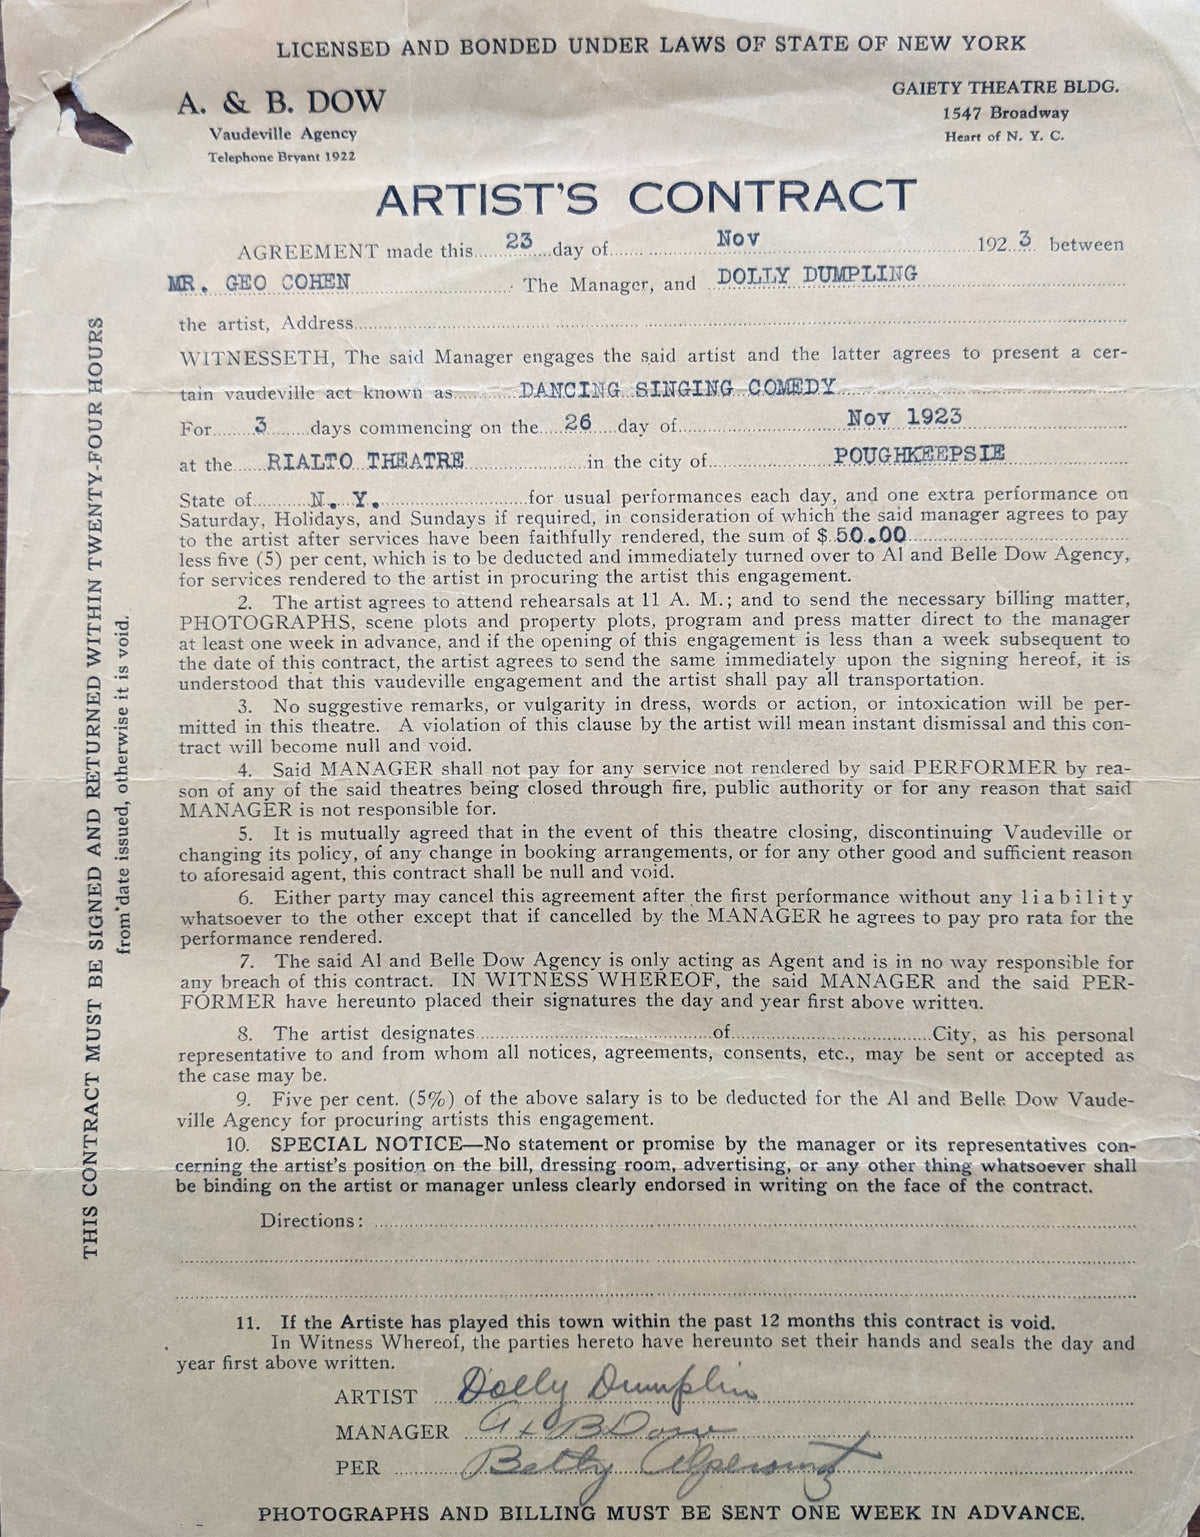 LICENSED AND BONDED UNDER LAWS OF STATE OF NEW YORK
A. & B. DOW
Vaudeville Agency
Telephone Bryant 1922
GAIETY THEATRE BLDG.
1547 Broadway
Heart of N. Y. C.
ARTIST'S CONTRACT
AGREEMENT made this 23 day of Nov 1923 between
MR. GEO COHEN The Manager, and DOLLY DUMPLING
the artist, Address
WITNESSETH, The said Manager engages the said artist and the latter agrees to present a cer-
tain vaudeville act known as DANCING SINGING COMEDY
For 3 days commencing on the 26 day of Nov 1923
at the RIALTO THEATRE in the city of POUGHKEEPSIE
State of N. Y. for usual performances each day, and one extra performance on
Saturday, Holidays, and Sundays if required, in consideration of which the said manager agrees to pay
to the artist after services have been faithfully rendered, the sum of $ 50.00
less five (5) per cent, which is to be deducted and immediately turned over to Al and Belle Dow Agency,
for services rendered to the artist in procuring the artist this engagement.
2. The artist agrees to attend rehearsals at 11 A. M.; and to send the necessary billing matter,
PHOTOGRAPHS, scene plots and property plots, program and press matter direct to the manager
at least one week in advance, and if the opening of this engagement is less than a week subsequent to
the date of this contract, the artist agrees to send the same immediately upon the signing hereof, it is
understood that this vaudeville engagement and the artist shall pay all transportation.
3. No suggestive remarks, or vulgarity in dress, words or action, or intoxication will be per-
mitted in this theatre. A violation of this clause by the artist will mean instant dismissal and this con-
tract will become null and void.
4. Said MANAGER shall not pay for any service not rendered by said PERFORMER by rea-
son of any of the said theatres being closed through fire, public authority or for any reason that said
MANAGER is not responsible for.
5. It is mutually agreed that in the event of this theatre closing, discontinuing Vaudeville or
changing its policy, of any change in booking arrangements, or for any other good and sufficient reason
to aforesaid agent, this contract shall be null and void.
6. Either party may cancel this agreement after the first performance without any liability
whatsoever to the other except that if cancelled by the MANAGER he agrees to pay pro rata for the
performance rendered.
7. The said Al and Belle Dow Agency is only acting as Agent and is in no way responsible for
any breach of this contract. IN WITNESS WHEREOF, the said MANAGER and the said PER-
FORMER have hereunto placed their signatures the day and year first above written.
8. The artist designates of City, as his personal
representative to and from whom all notices, agreements, consents, etc., may be sent or accepted as
the case may be.
9. Five per cent. (5%) of the above salary is to be deducted for the Al and Belle Dow Vaude-
ville Agency for procuring artists this engagement.
10. SPECIAL NOTICE—No statement or promise by the manager or its representatives con-
cerning the artist's position on the bill, dressing room, advertising, or any other thing whatsoever shall
be binding on the artist or manager unless clearly endorsed in writing on the face of the contract.
Directions:
11. If the Artiste has played this town within the past 12 months this contract is void.
In Witness Whereof, the parties hereto have hereunto set their hands and seals the day and
year first above written.
ARTIST Dolly Dumplin
MANAGER A & B Dow
PER Betty
PHOTOGRAPHS AND BILLING MUST BE SENT ONE WEEK IN ADVANCE.
THIS CONTRACT MUST BE SIGNED AND RETURNED WITHIN TWENTY-FOUR HOURS
from date issued, otherwise it is void.